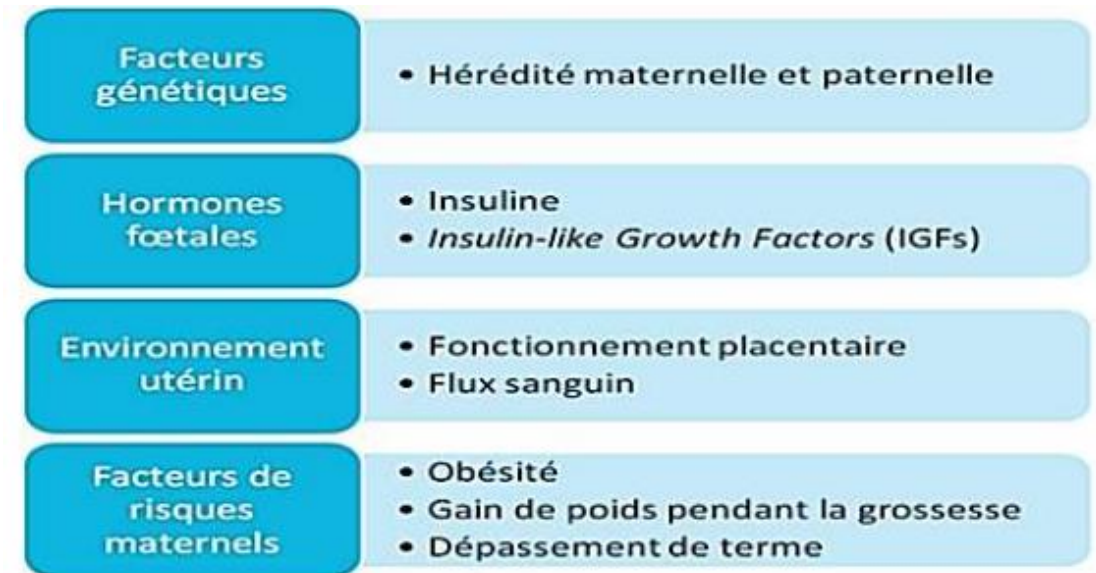 Facteurs
génétiques
• Hérédité maternelle et paternelle
Hormones
fœtales
• Insuline
• Insulin-like Growth Factors (IGFs)
Environnement
utérin
• Fonctionnement placentaire
• Flux sanguin
Facteurs de
risques
maternels
• Obésité
• Gain de poids pendant la grossesse
• Dépassement de terme